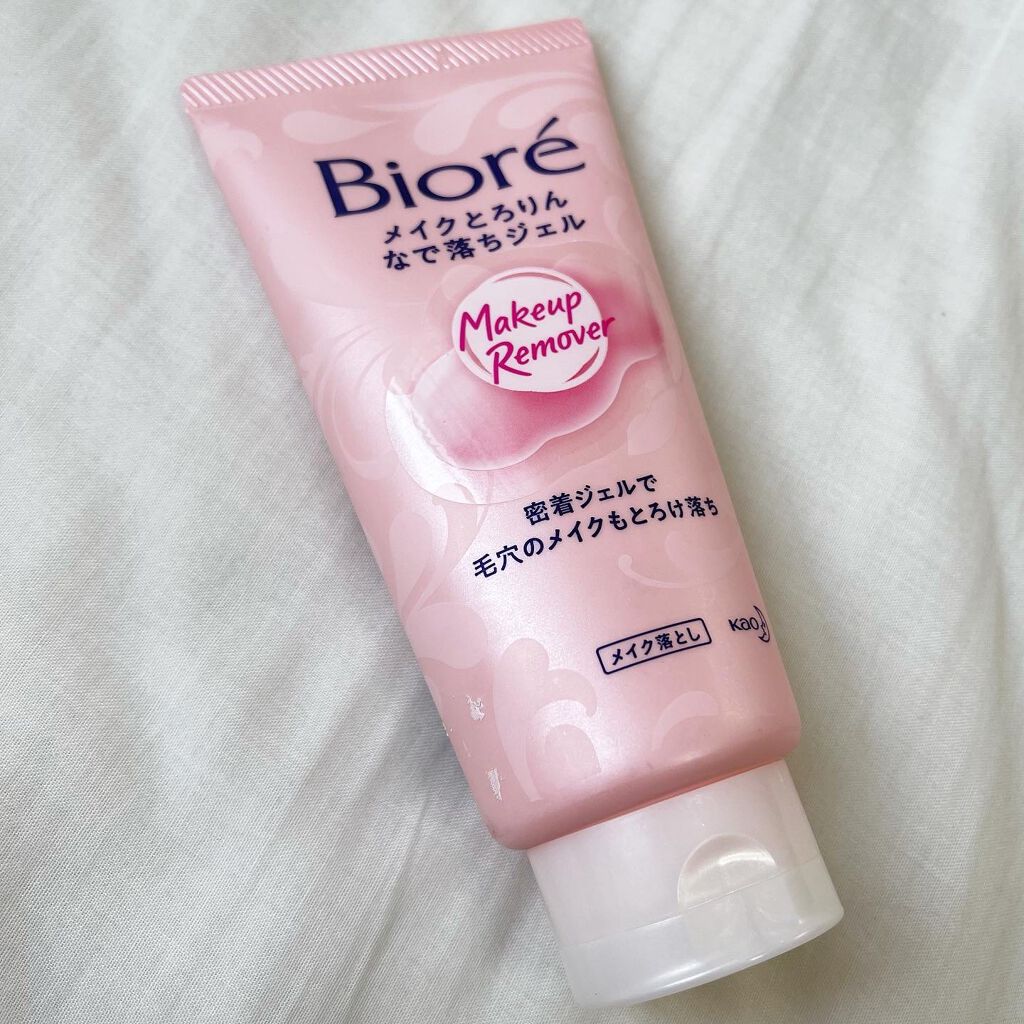 Bioré
メイクとろりん
なで落ちジェル
Makeup
Remover
密着ジェルで
毛穴のメイクもとろけ落ち
メイク落とし
Kao